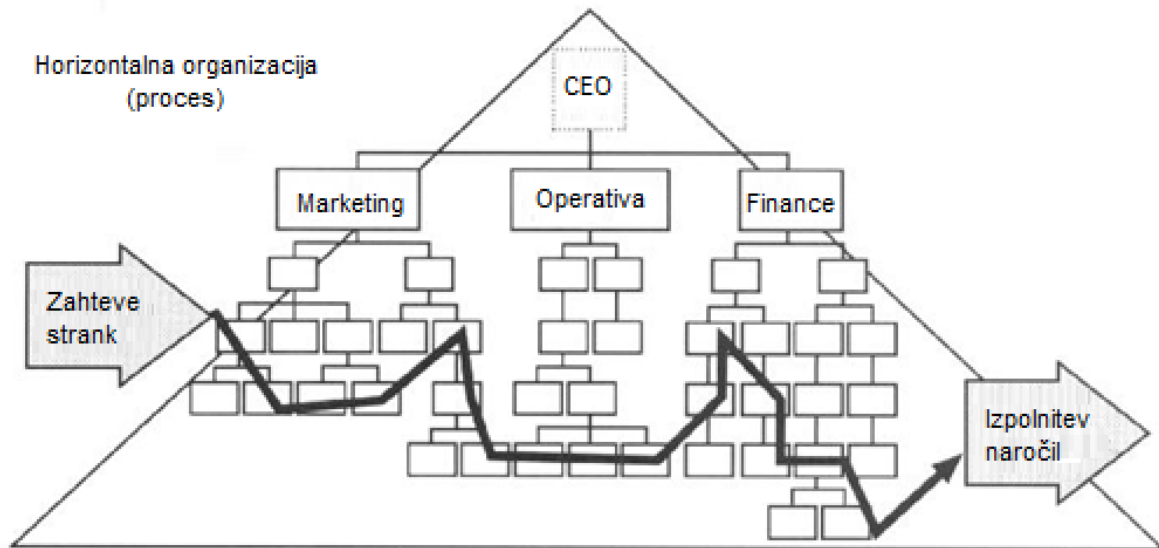 Horizontalna organizacija
(proces)
CEO
Marketing
Operativa
Finance
Zahteve
strank
Izpolnitev
naročil